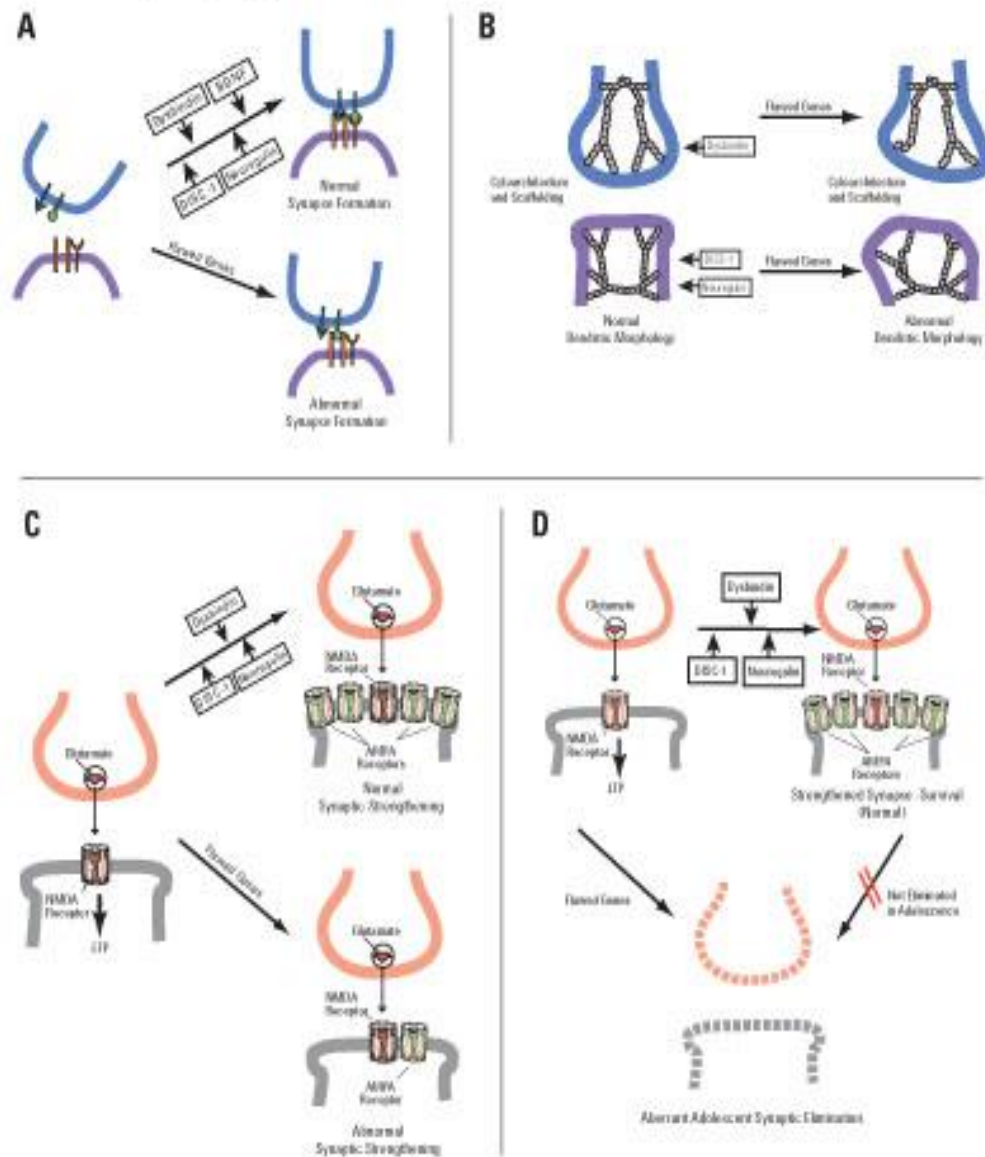 A
Dysbindin
BDNF
DISC-1
Neuregulin
Normal
Synapse Formation
Flawed Genes
Abnormal
Synapse Formation
B
Flawed Genes
Dysbindin
Cytoarchitecture
and Scaffolding
Cytoarchitecture
and Scaffolding
DISC-1
Neuregulin
Flawed Genes
Normal
Dendritic Morphology
Abnormal
Dendritic Morphology
C
Glutamate
Dysbindin
DISC-1
Neuregulin
NMDA
Receptor
AMPA
Receptors
Normal
Synaptic Strengthening
Glutamate
NMDA
Receptor
LTP
Flawed Genes
Glutamate
NMDA
Receptor
AMPA
Receptor
Abnormal
Synaptic Strengthening
D
Dysbindin
Glutamate
Glutamate
DISC-1
Neuregulin
NMDA
Receptor
NMDA
Receptor
LTP
AMPA
Receptors
Strengthened Synapse - Survival
(Normal)
Flawed Genes
Not Eliminated
in Adolescence
Aberrant Adolescent Synaptic Elimination